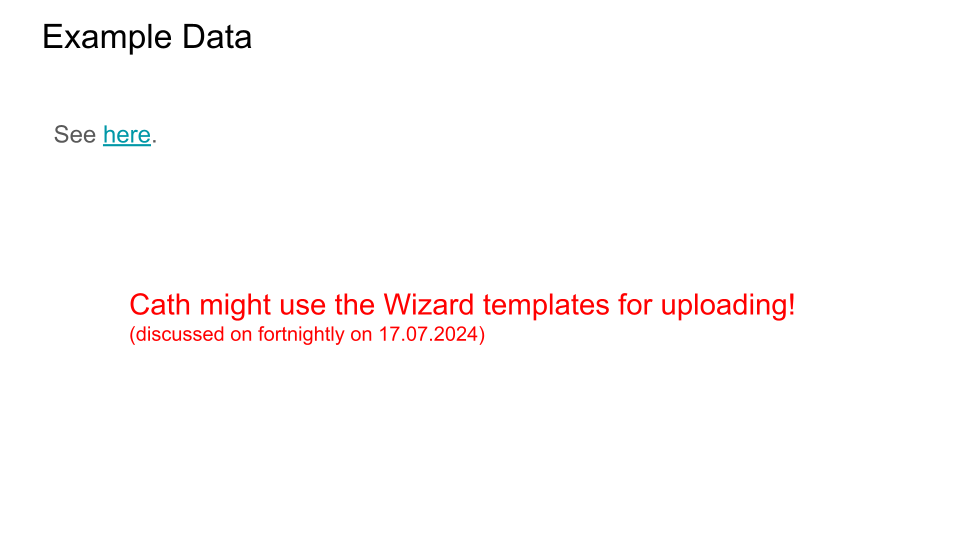 Example Data
See here.
Cath might use the Wizard templates for uploading!
(discussed on fortnightly on 17.07.2024)